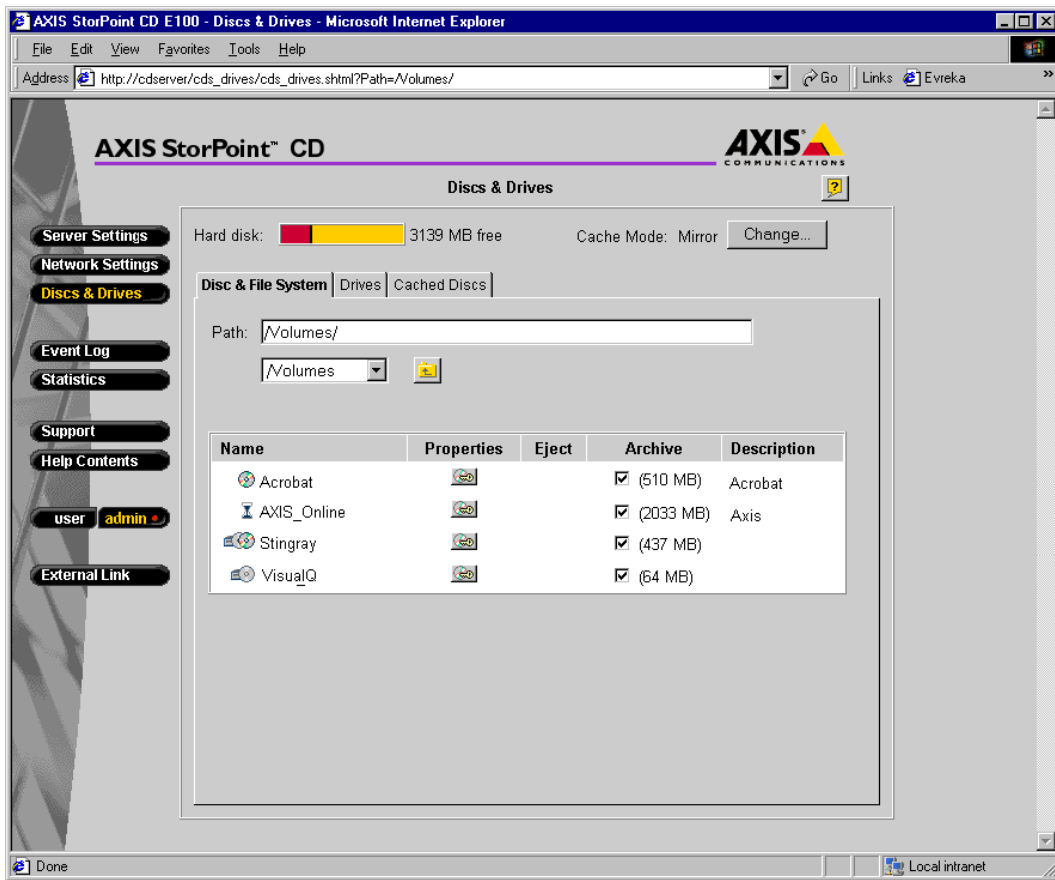 AXIS StorPoint CD E100 - Discs & Drives - Microsoft Internet Explorer
File Edit View Favorites Tools Help
Address http://cdserver/cds_drives/cds_drives.shtml?Path=/Volumes/ Go Links Evreka »
AXIS StorPoint™ CD
AXIS
COMMUNICATIONS
Discs & Drives
?
Server Settings
Network Settings
Discs & Drives
Event Log
Statistics
Support
Help Contents
user admin
External Link
Hard disk: 3139 MB free Cache Mode: Mirror Change...
Disc & File System Drives Cached Discs
Path: /Volumes/
/Volumes
Name Properties Eject Archive Description
Acrobat (510 MB) Acrobat
AXIS_Online (2033 MB) Axis
Stingray (437 MB)
VisualQ (64 MB)
Done Local intranet